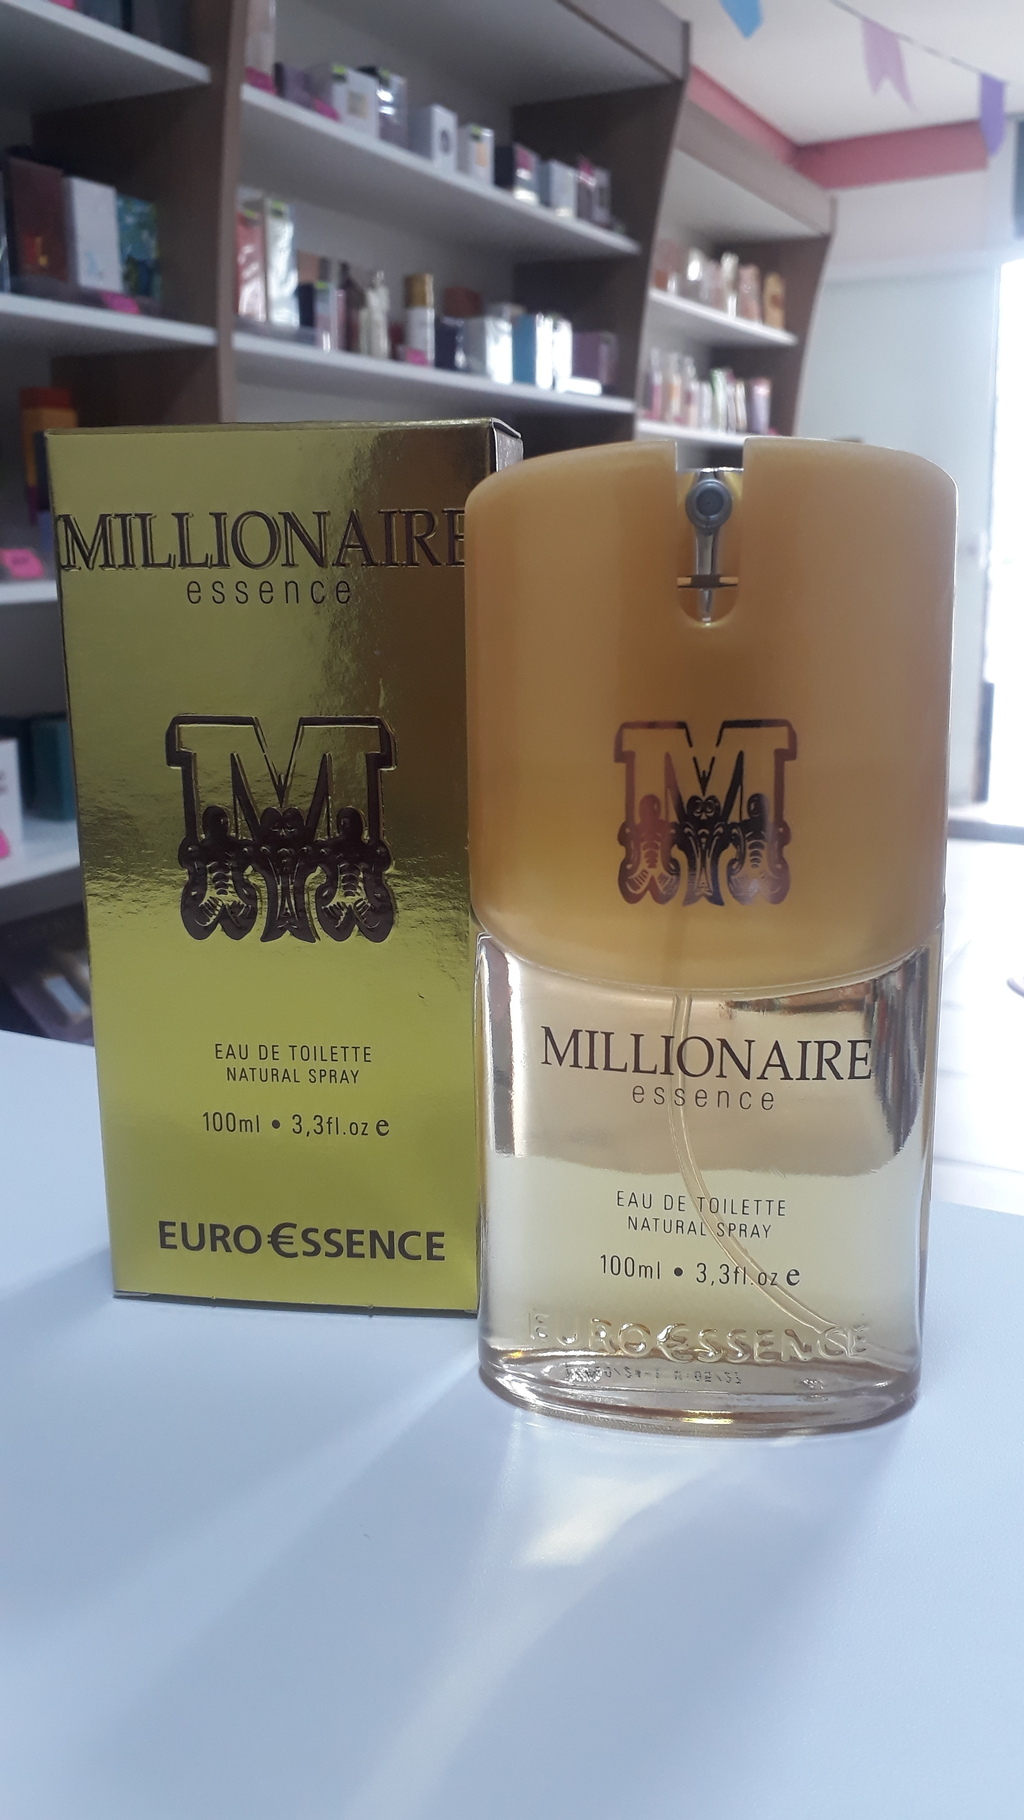 MILLIONAIRE
essence
M
EAU DE TOILETTE
NATURAL SPRAY
100ml • 3,3fl.oz e
EURO€SSENCE
M
MILLIONAIRE
essence
EAU DE TOILETTE
NATURAL SPRAY
100ml • 3,3fl.oz e
EURO€SSENCE